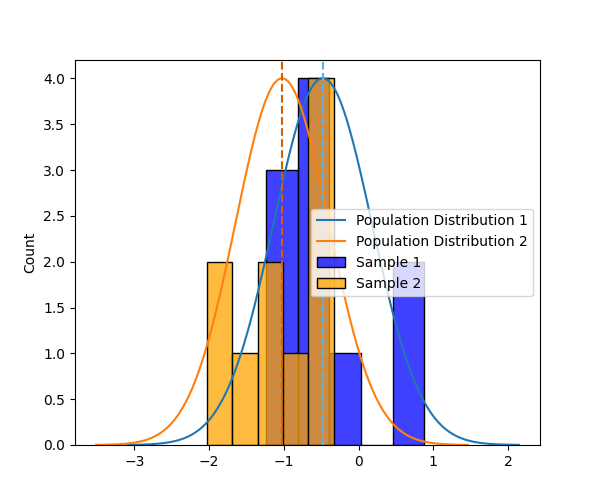 4.0
3.5
3.0
2.5
2.0
1.5
1.0
0.5
0.0
Count
Population Distribution 1
Population Distribution 2
Sample 1
Sample 2
−3 −2 −1 0 1 2